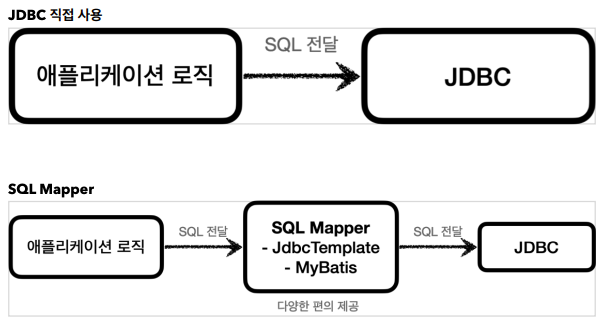 JDBC 직접 사용
SQL 전달
애플리케이션 로직
JDBC
SQL Mapper
애플리케이션 로직
SQL 전달
SQL Mapper
- JdbcTemplate
- MyBatis
SQL 전달
JDBC
다양한 편의 제공